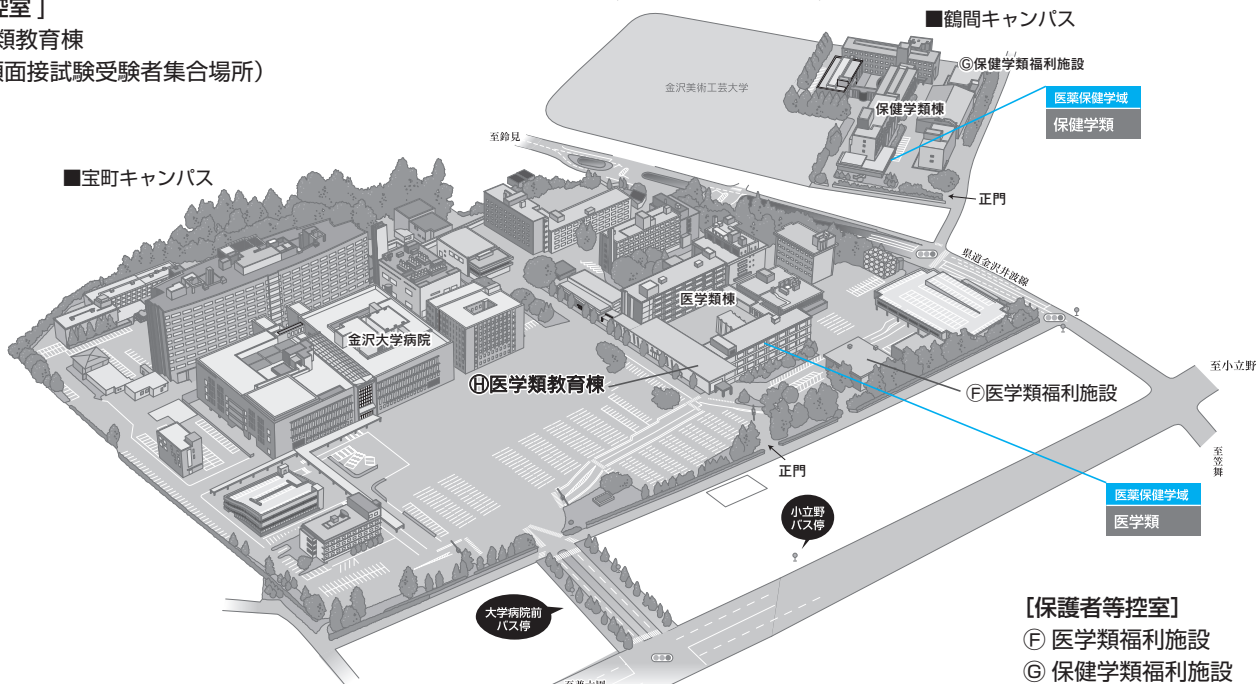 控室］
類教育棟
面接試験受験者集合場所）
■鶴間キャンパス
Ⓖ保健学類福利施設
金沢美術工芸大学
医薬保健学域
保健学類棟
保健学類
至鈴見
■宝町キャンパス
正門
県道金沢井波線
医学類棟
金沢大学病院
至小立野
Ⓗ医学類教育棟
Ⓕ医学類福利施設
至笠舞
正門
医薬保健学域
医学類
小立野
バス停
大学病院前
バス停
［保護者等控室］
Ⓕ 医学類福利施設
Ⓖ 保健学類福利施設